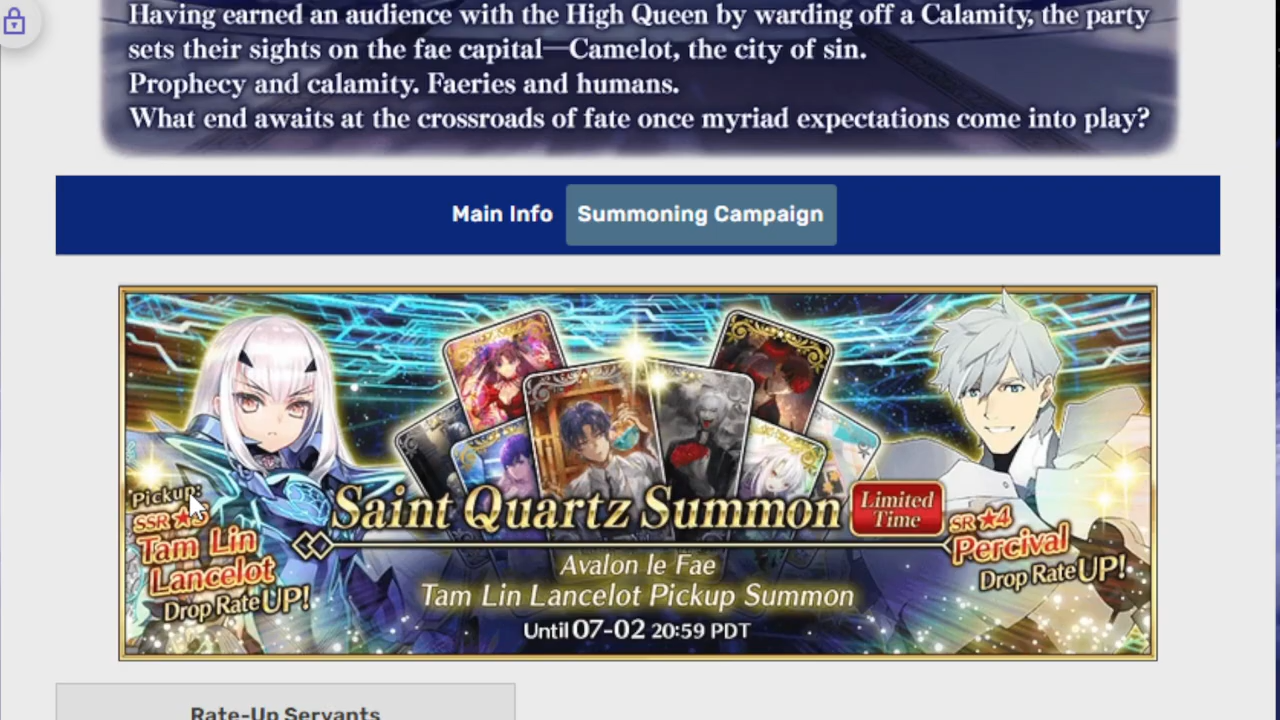 Having earned an audience with the High Queen by warding off a Calamity, the party
sets their sights on the fae capital—Camelot, the city of sin.
Prophecy and calamity. Faeries and humans.
What end awaits at the crossroads of fate once myriad expectations come into play?
Main Info
Summoning Campaign
Pickup:
SSR ★5
Tam Lin
Lancelot
Drop Rate UP!
Saint Quartz Summon
Limited
Time
Avalon le Fae
Tam Lin Lancelot Pickup Summon
Until 07-02 20:59 PDT
SR ★4
Percival
Drop Rate UP!
Rate-Up Servants